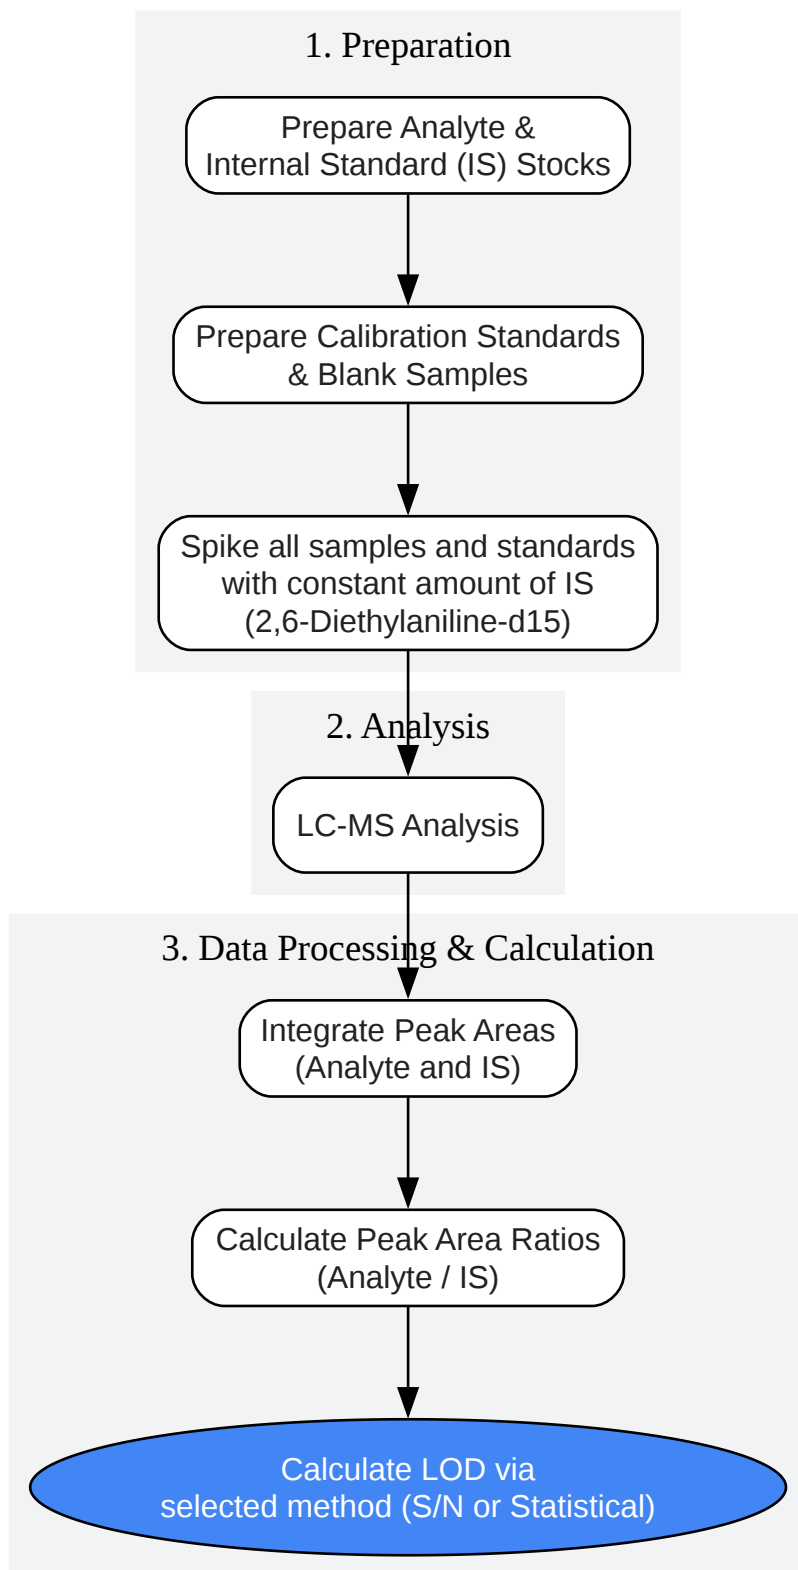 1. Preparation
Prepare Analyte &
Internal Standard (IS) Stocks
Prepare Calibration Standards
& Blank Samples
Spike all samples and standards
with constant amount of IS
(2,6-Diethylaniline-d15)
2. Analysis
LC-MS Analysis
3. Data Processing & Calculation
Integrate Peak Areas
(Analyte and IS)
Calculate Peak Area Ratios
(Analyte / IS)
Calculate LOD via
selected method (S/N or Statistical)